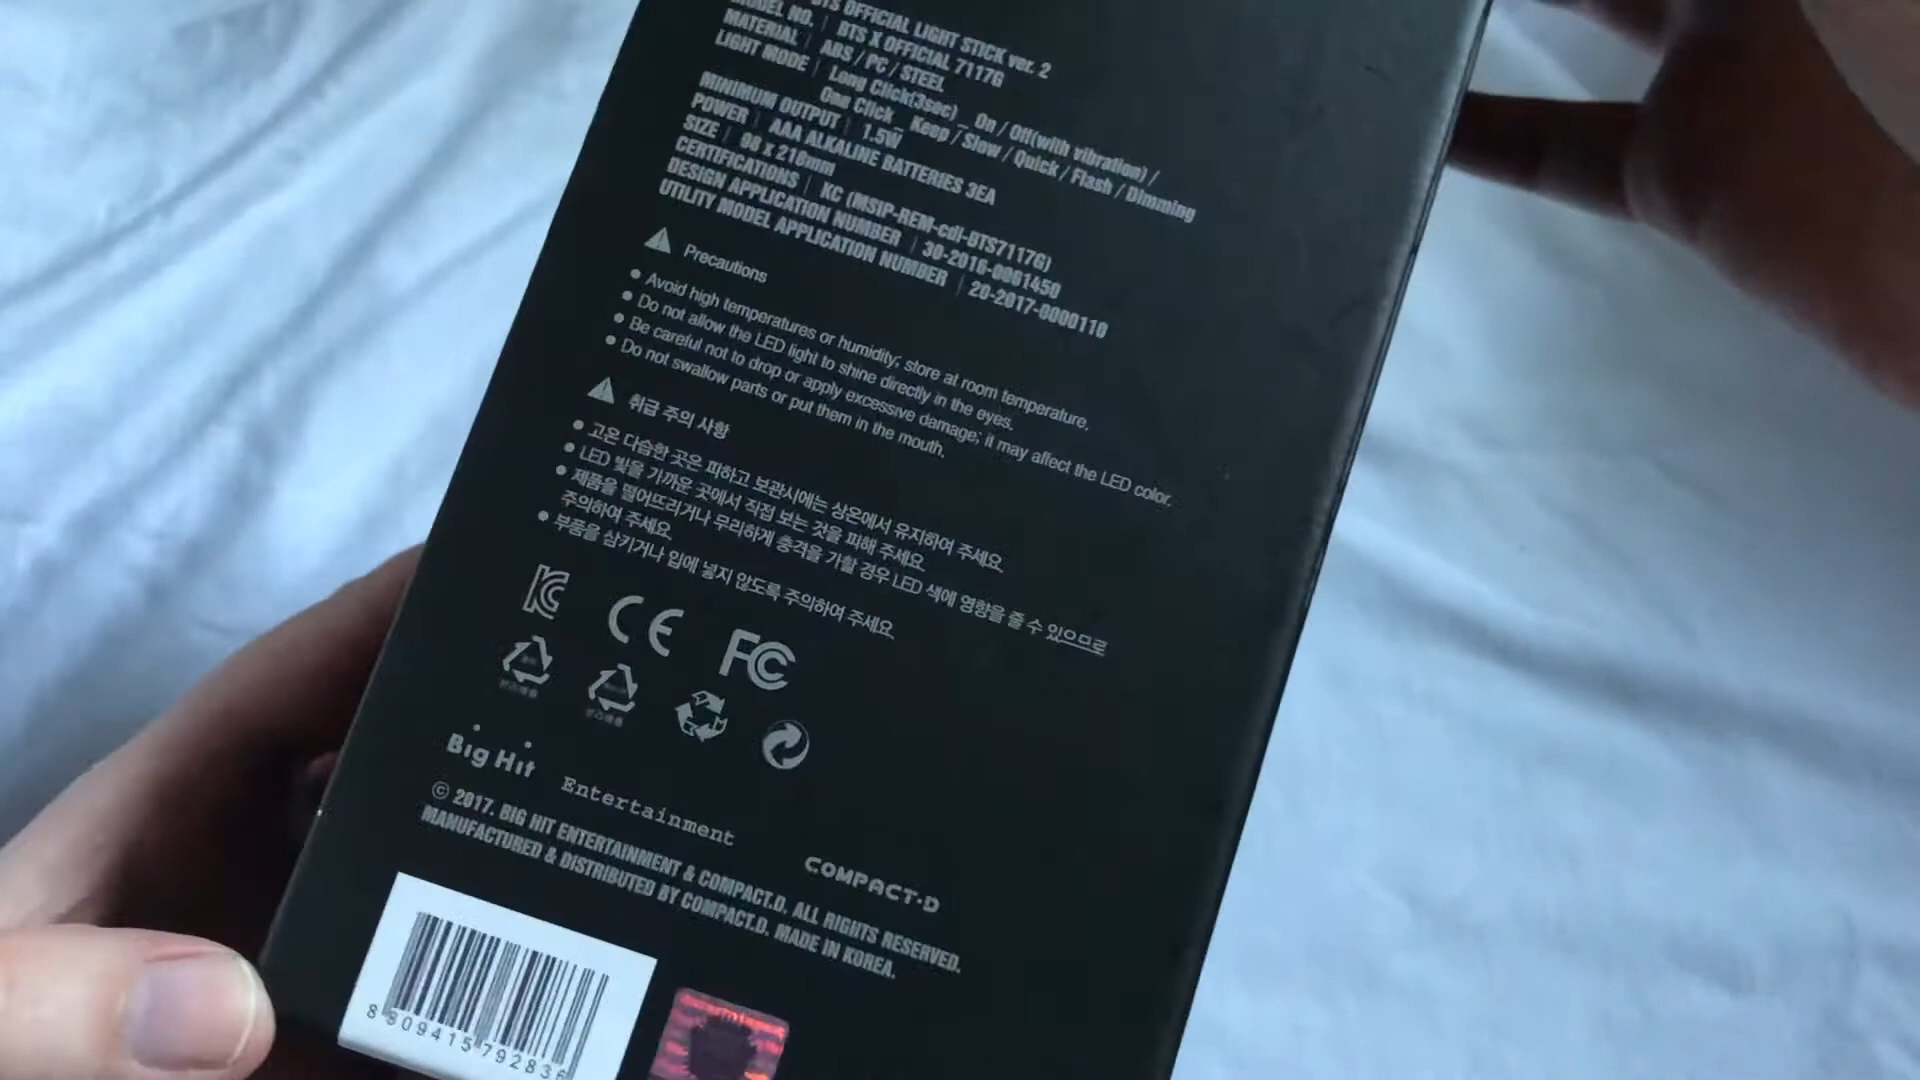 BTS OFFICIAL LIGHT STICK ver. 2
MODEL NO. | BTS X OFFICIAL 7117G
MATERIAL | ABS / PC / STEEL
LIGHT MODE | Long Click(3sec)_ On / Off(with vibration) /
One Click_ Keep / Slow / Quick / Flash / Dimming
MINIMUM OUTPUT | 1.5W
POWER | AAA ALKALINE BATTERIES 3EA
SIZE | x 210mm
CERTIFICATIONS | KC (MSIP-REM-cdl-BTS7117G)
DESIGN APPLICATION NUMBER | 30-2016-0061450
UTILITY MODEL APPLICATION NUMBER | 20-2017-0000110
Precautions
● Avoid high temperatures or humidity; store at room temperature.
● Do not allow the LED light to shine directly in the eyes.
● Be careful not to drop or apply excessive damage; it may affect the LED color.
● Do not swallow parts or put them in the mouth.
취급 주의 사항
● 고온 다습한 곳은 피하고 보관시에는 상온에서 유지하여 주세요.
● LED 빛을 가까운 곳에서 직접 보는 것을 피해 주세요.
● 제품을 떨어뜨리거나 무리하게 충격을 가할 경우 LED 색에 영향을 줄 수 있으므로
주의하여 주세요.
● 부품을 삼키거나 입에 넣지 않도록 주의하여 주세요.
KC CE FC
Big Hit Entertainment
COMPACT·D
© 2017. BIG HIT ENTERTAINMENT & COMPACT.D. ALL RIGHTS RESERVED.
MANUFACTURED & DISTRIBUTED BY COMPACT.D. MADE IN KOREA.
8 809415 792836